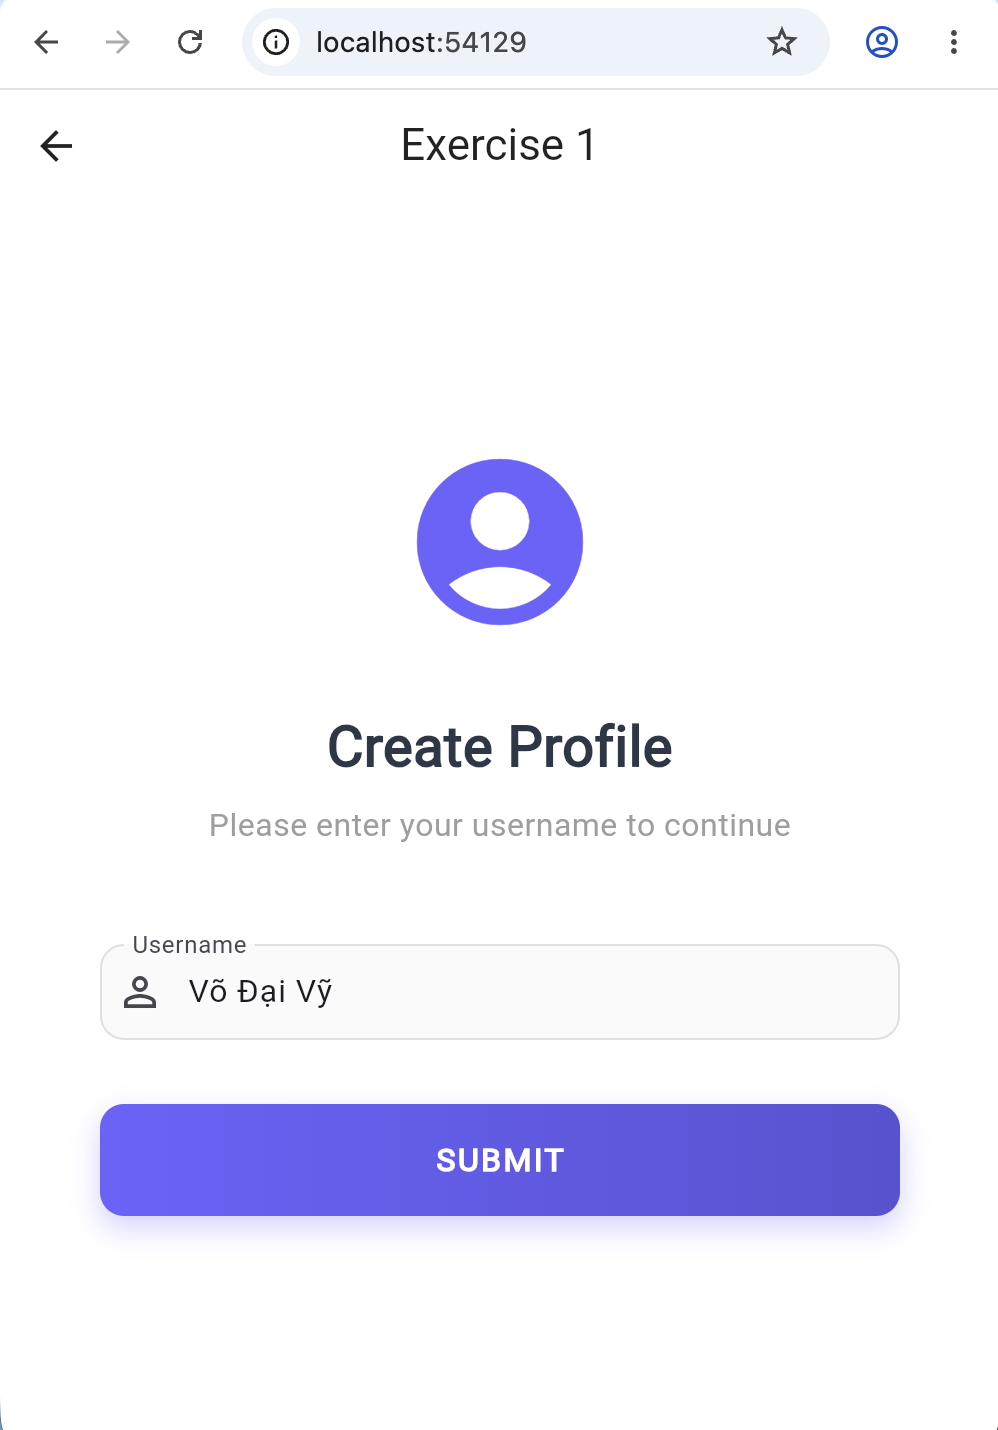 localhost:54129
Exercise 1
Create Profile
Please enter your username to continue
Username
Võ Đại Vỹ
SUBMIT